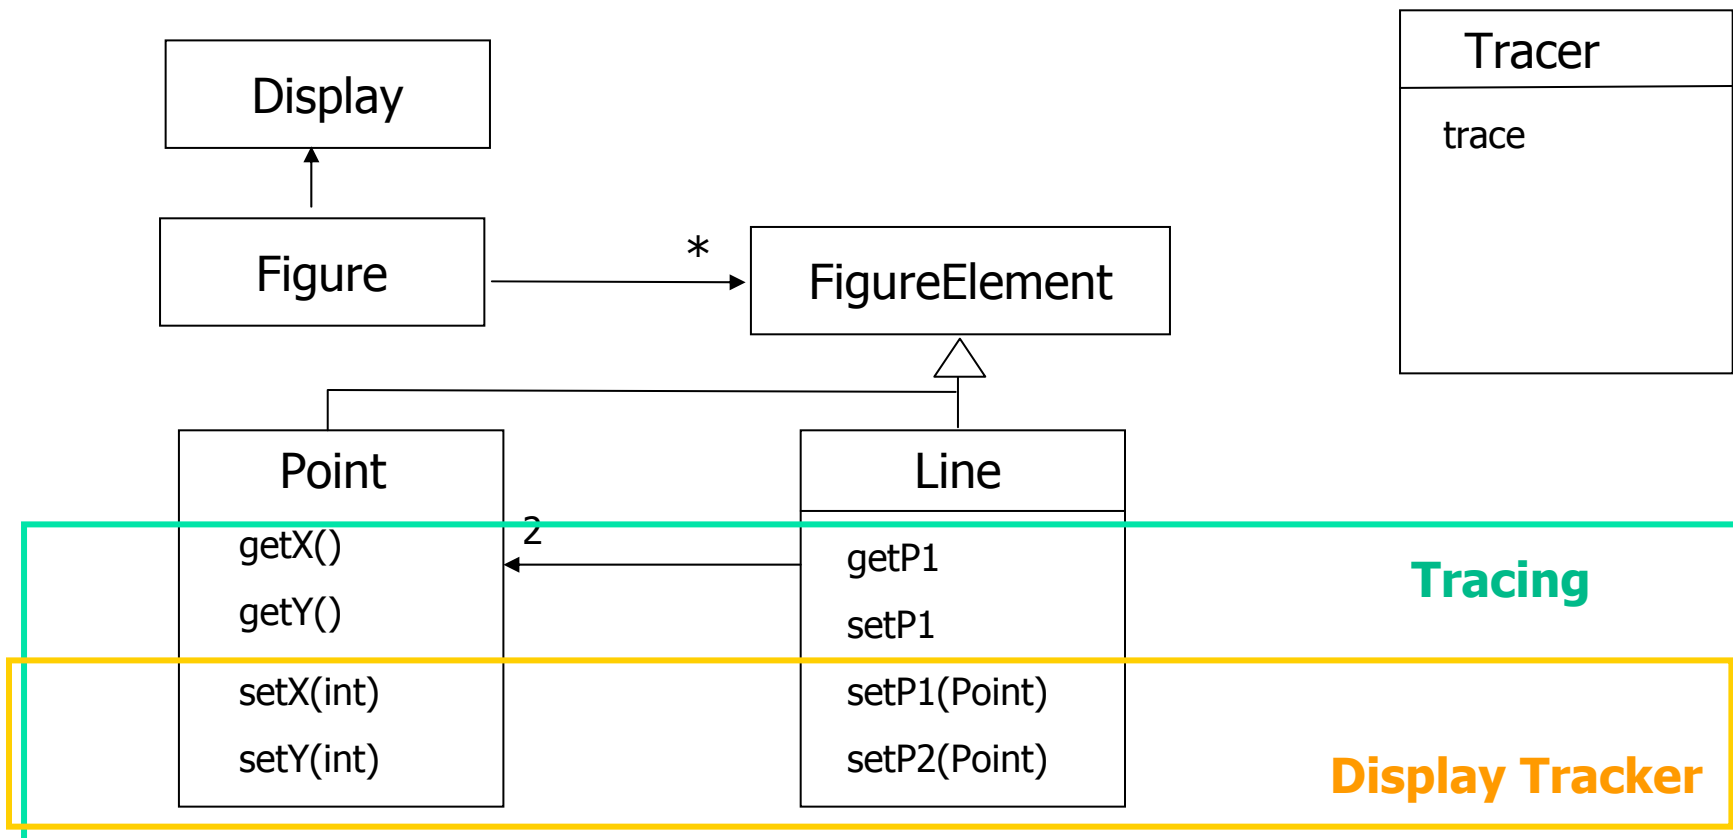 Display
Tracer
trace
Figure
*
FigureElement
Point
getX()
getY()
setX(int)
setY(int)
2
Line
getP1
setP1
setP1(Point)
setP2(Point)
Tracing
Display Tracker